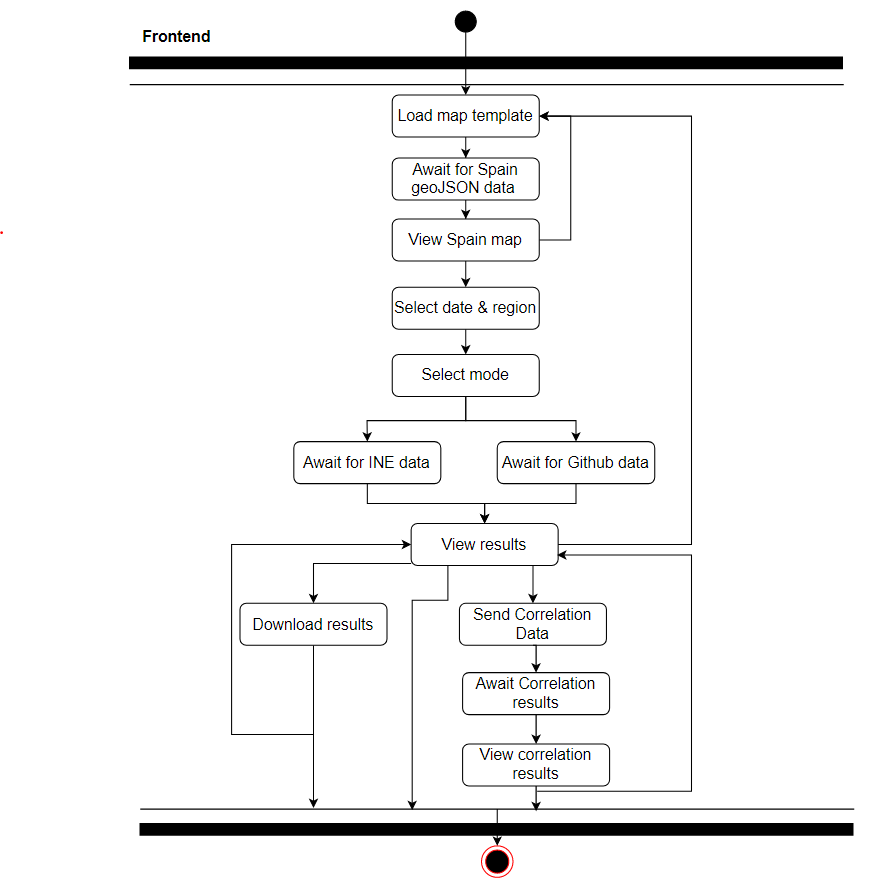 Frontend
Load map template
Await for Spain
geoJSON data
View Spain map
Select date & region
Select mode
Await for INE data
Await for Github data
View results
Download results
Send Correlation
Data
Await Correlation
results
View correlation
results